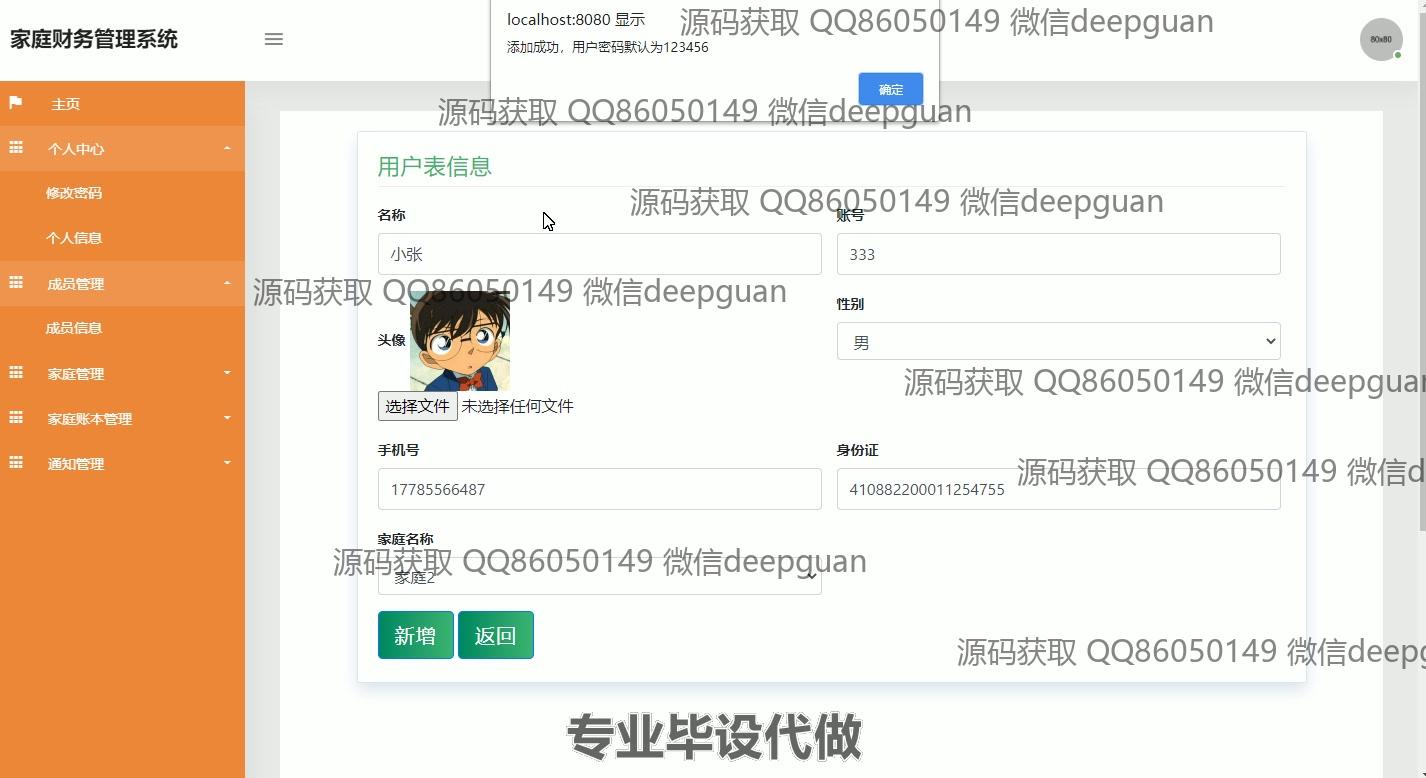 localhost:8080 显示
添加成功，用户密码默认为123456
确定
源码获取 QQ86050149 微信deepguan
家庭财务管理系统
80x80
源码获取 QQ86050149 微信deepguan
主页
个人中心
修改密码
个人信息
成员管理
成员信息
家庭管理
家庭账本管理
通知管理
用户表信息
源码获取 QQ86050149 微信deepguan
名称
账号
小张
333
源码获取 QQ86050149 微信deepguan
头像
性别
男
源码获取 QQ86050149 微信deepguan
选择文件 未选择任何文件
手机号
身份证
源码获取 QQ86050149 微信d
17785566487
410882200011254755
家庭名称
源码获取 QQ86050149 微信deepguan
家庭2
新增
返回
源码获取 QQ86050149 微信deepg
专业毕设代做